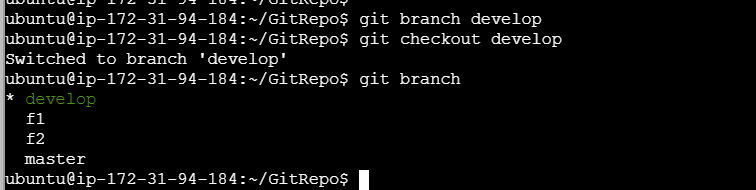 ubuntu@ip-172-31-94-184:~/GitRepo$ git branch develop
ubuntu@ip-172-31-94-184:~/GitRepo$ git checkout develop
Switched to branch 'develop'
ubuntu@ip-172-31-94-184:~/GitRepo$ git branch
* develop
  f1
  f2
  master
ubuntu@ip-172-31-94-184:~/GitRepo$